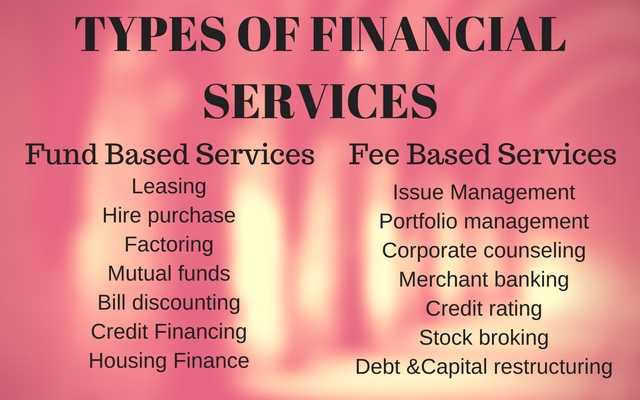 TYPES OF FINANCIAL
SERVICES
Fund Based Services
Leasing
Hire purchase
Factoring
Mutual funds
Bill discounting
Credit Financing
Housing Finance
Fee Based Services
Issue Management
Portfolio management
Corporate counseling
Merchant banking
Credit rating
Stock broking
Debt &Capital restructuring